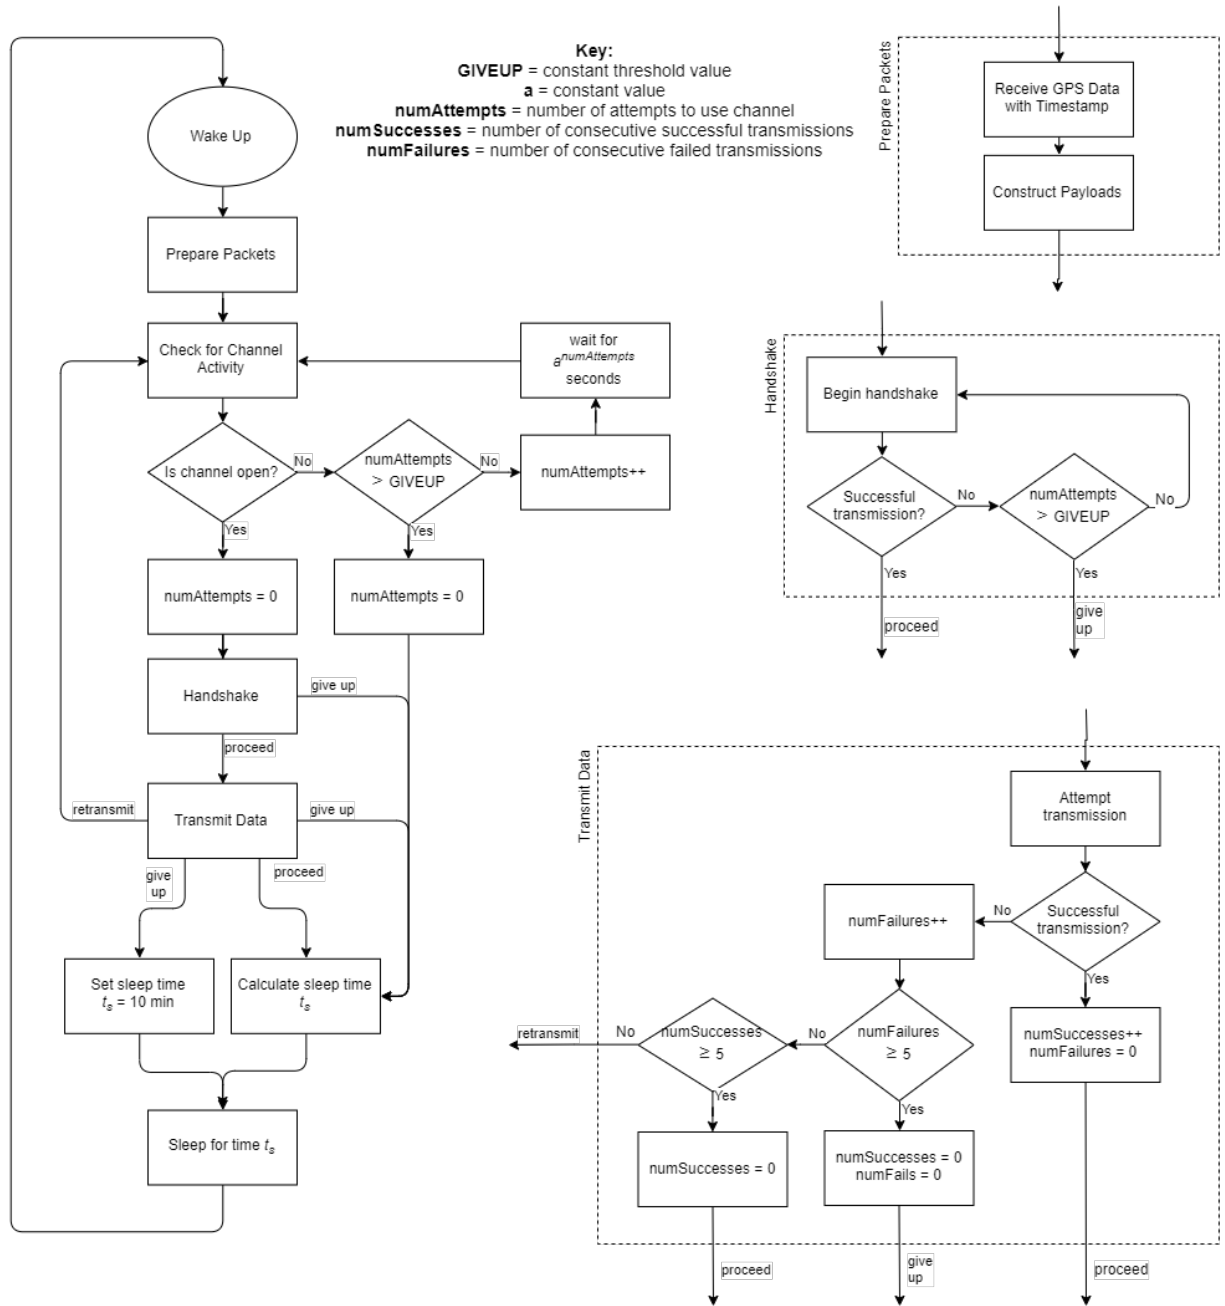 Key:
GIVEUP = constant threshold value
a = constant value
numAttempts = number of attempts to use channel
numSuccesses = number of consecutive successful transmissions
numFailures = number of consecutive failed transmissions
Wake Up
Prepare Packets
Check for Channel
Activity
wait for
a^numAttempts
seconds
Is channel open?
No
numAttempts
> GIVEUP
No
numAttempts++
Yes
Yes
numAttempts = 0
numAttempts = 0
Handshake
give up
proceed
retransmit
Transmit Data
give up
give
up
proceed
Set sleep time
tₛ = 10 min
Calculate sleep time
tₛ
Sleep for time tₛ
Prepare Packets
Receive GPS Data
with Timestamp
Construct Payloads
Handshake
Begin handshake
Successful
transmission?
No
numAttempts
> GIVEUP
No
Yes
Yes
proceed
give
up
Transmit Data
Attempt
transmission
Successful
transmission?
No
numFailures++
Yes
numSuccesses++
numFailures = 0
numFailures
≥ 5
No
numSuccesses
≥ 5
No
retransmit
Yes
Yes
numSuccesses = 0
numSuccesses = 0
numFails = 0
proceed
give
up
proceed